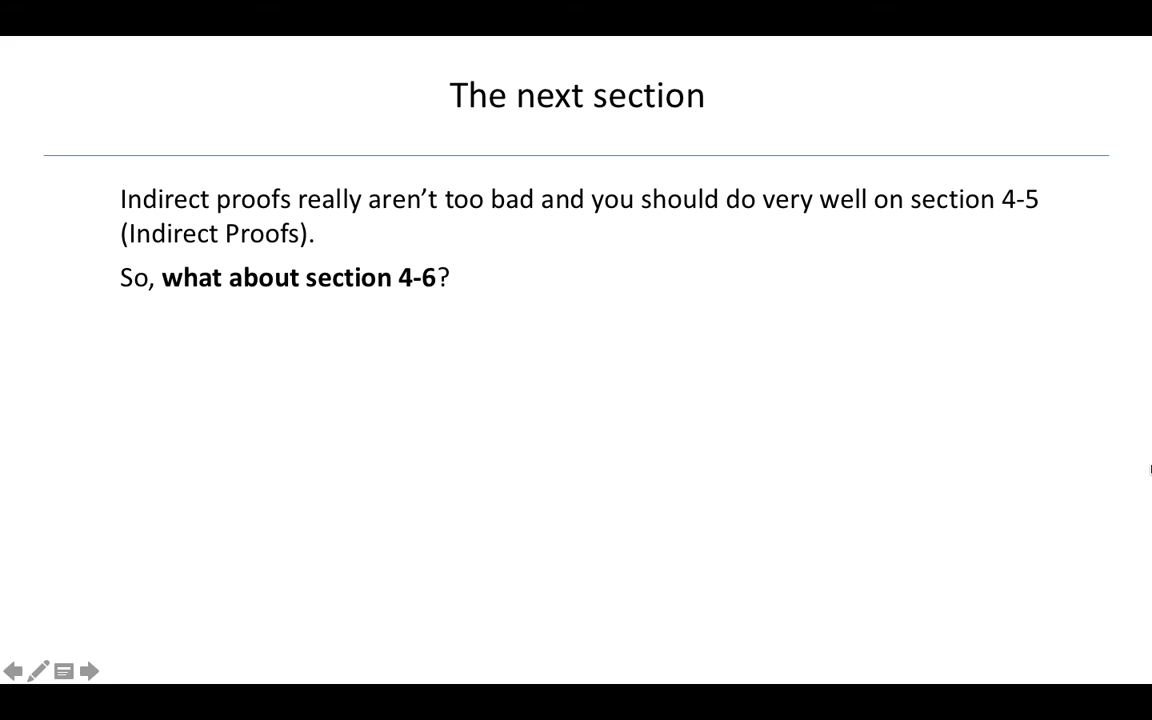 The next section
Indirect proofs really aren’t too bad and you should do very well on section 4-5
(Indirect Proofs).
So, what about section 4-6?